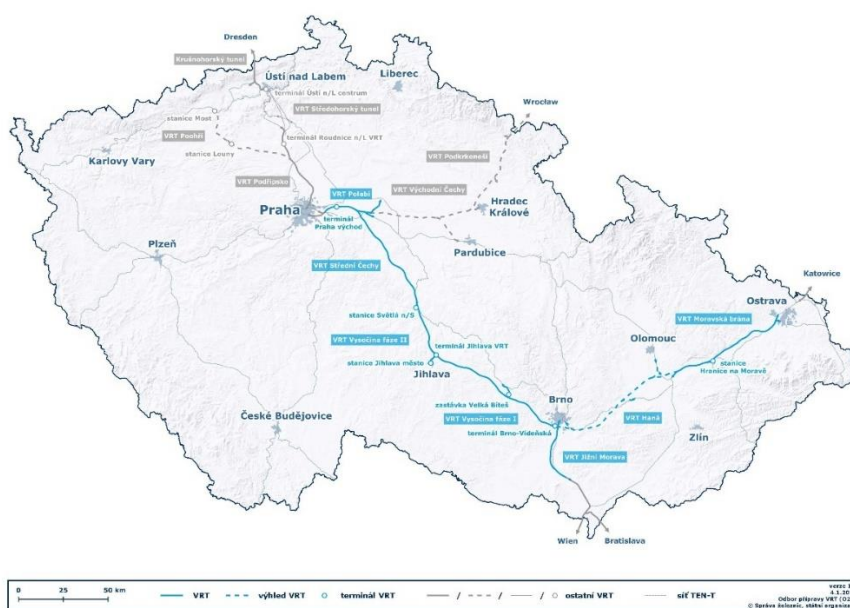 Dresden
Krušnohorský tunel
Ústí nad Labem
terminál Ústí n/L centrum
Liberec
VRT Středohorský tunel
stanice Most
Wrocław
VRT Poohří
terminál Roudnice n/L VRT
stanice Louny
Karlovy Vary
VRT Podkrkonoší
VRT Podřipsko
VRT Polabí
VRT Východní Čechy
Praha
Hradec
Králové
terminál
Praha východ
Plzeň
Pardubice
VRT Střední Čechy
Katowice
Ostrava
stanice Světlá n/S
VRT Moravská brána
VRT Vysočina fáze II
Olomouc
terminál Jihlava VRT
stanice Jihlava město
stanice
Hranice na Moravě
Jihlava
zastávka Velká Bíteš
Brno
České Budějovice
VRT Vysočina fáze I
VRT Haná
terminál Brno-Vídeňská
Zlín
VRT Jižní Morava
Wien
Bratislava
0 25 50 km
VRT
výhled VRT
terminál VRT
/ / / ostatní VRT
síť TEN-T
Odbor přípravy VRT
© Správa železnic, státní